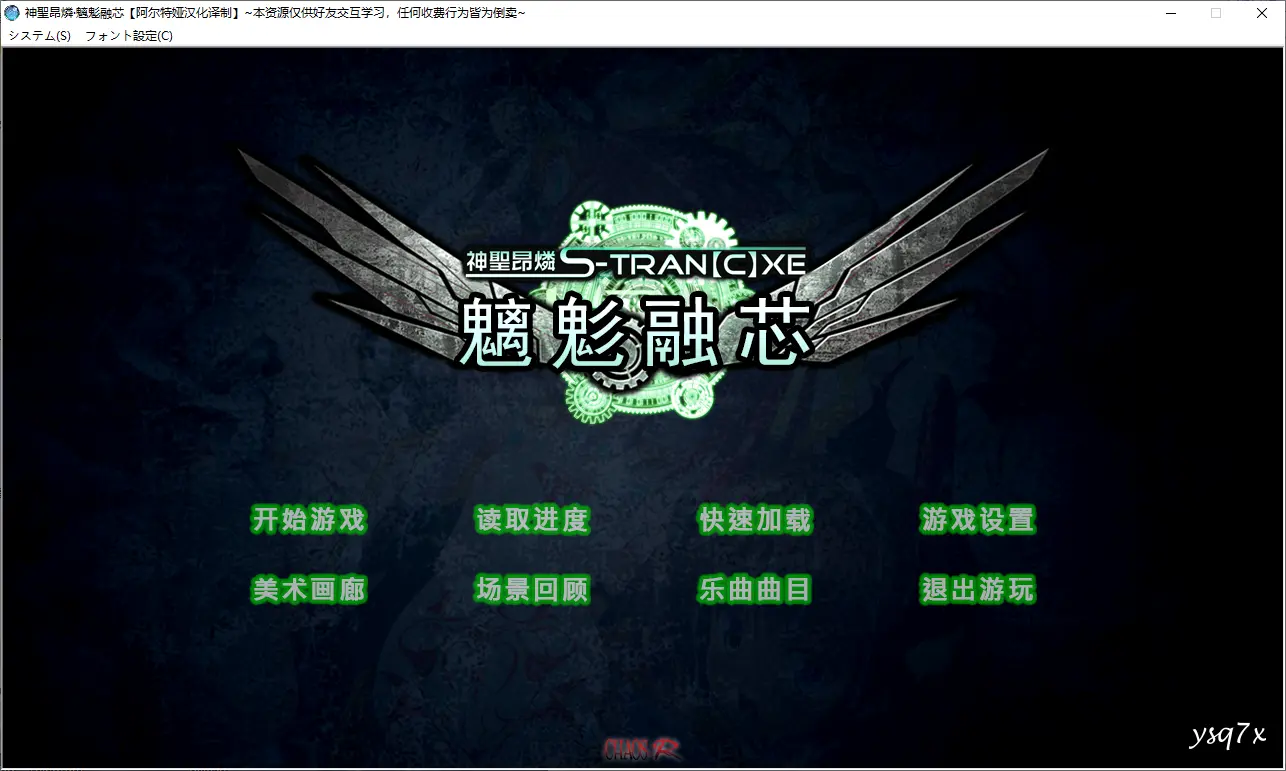 神聖昂燐·魑鬽融芯【阿尔特娅汉化译制】~本资源仅供好友交互学习，任何收费行为皆为倒卖~
システム(S) フォント設定(C)
神聖昂燐 S-TRAN【C】XE
魑鬽融芯
开始游戏 读取进度 快速加载 游戏设置
美术画廊 场景回顾 乐曲曲目 退出游玩
ysq7x